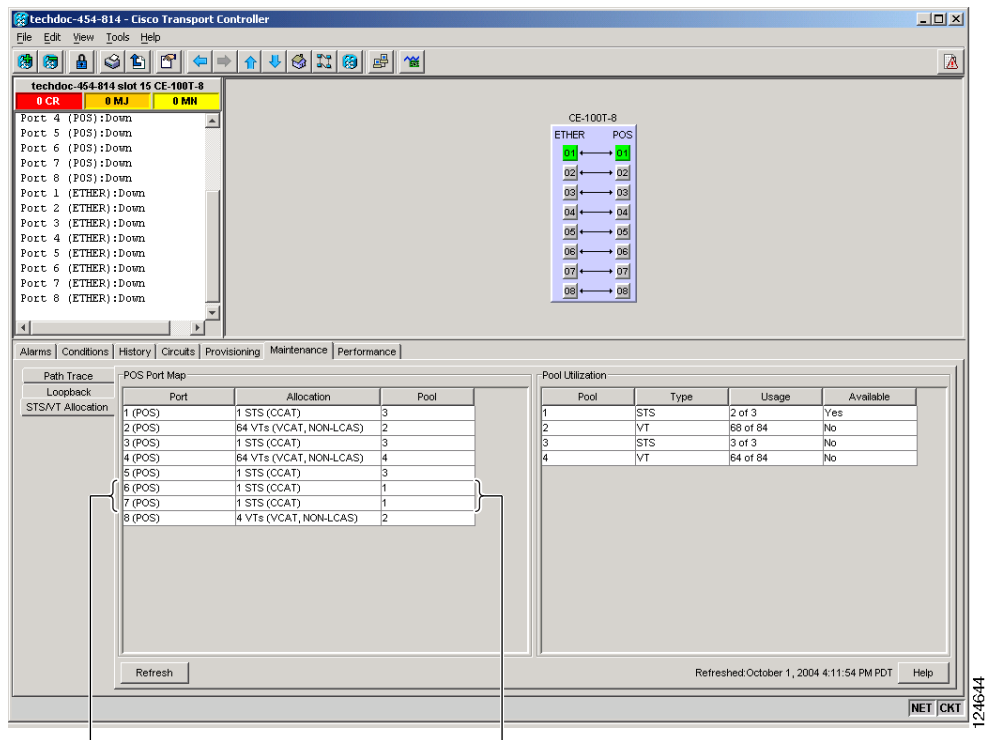 techdoc-454-814 - Cisco Transport Controller
File Edit View Tools Help
techdoc-454-814 slot 15 CE-100T-8
0 CR 0 MJ 0 MN
Port 4 (POS):Down
Port 5 (POS):Down
Port 6 (POS):Down
Port 7 (POS):Down
Port 8 (POS):Down
Port 1 (ETHER):Down
Port 2 (ETHER):Down
Port 3 (ETHER):Down
Port 4 (ETHER):Down
Port 5 (ETHER):Down
Port 6 (ETHER):Down
Port 7 (ETHER):Down
Port 8 (ETHER):Down
CE-100T-8
ETHER POS
01 01
02 02
03 03
04 04
05 05
06 06
07 07
08 08
Alarms Conditions History Circuits Provisioning Maintenance Performance
Path Trace
Loopback
STS/VT Allocation
POS Port Map
Port Allocation Pool
1 (POS) 1 STS (CCAT) 3
2 (POS) 64 VTs (VCAT, NON-LCAS) 2
3 (POS) 1 STS (CCAT) 3
4 (POS) 64 VTs (VCAT, NON-LCAS) 4
5 (POS) 1 STS (CCAT) 3
6 (POS) 1 STS (CCAT) 1
7 (POS) 1 STS (CCAT) 1
8 (POS) 4 VTs (VCAT, NON-LCAS) 2
Pool Utilization
Pool Type Usage Available
1 STS 2 of 3 Yes
2 VT 68 of 84 No
3 STS 3 of 3 No
4 VT 64 of 84 No
Refresh
Refreshed:October 1, 2004 4:11:54 PM PDT
Help
NET CKT
124644